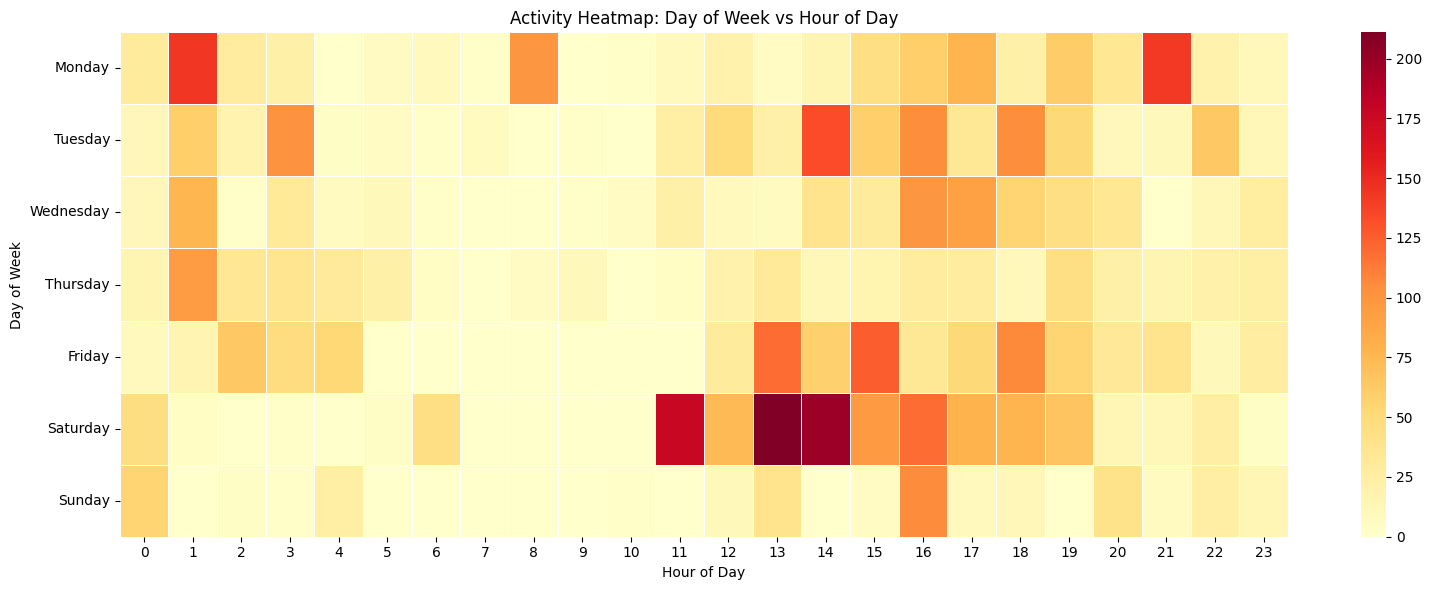 Activity Heatmap: Day of Week vs Hour of Day
Day of Week
Monday
Tuesday
Wednesday
Thursday
Friday
Saturday
Sunday
0 1 2 3 4 5 6 7 8 9 10 11 12 13 14 15 16 17 18 19 20 21 22 23
Hour of Day
200
175
150
125
100
75
50
25
0